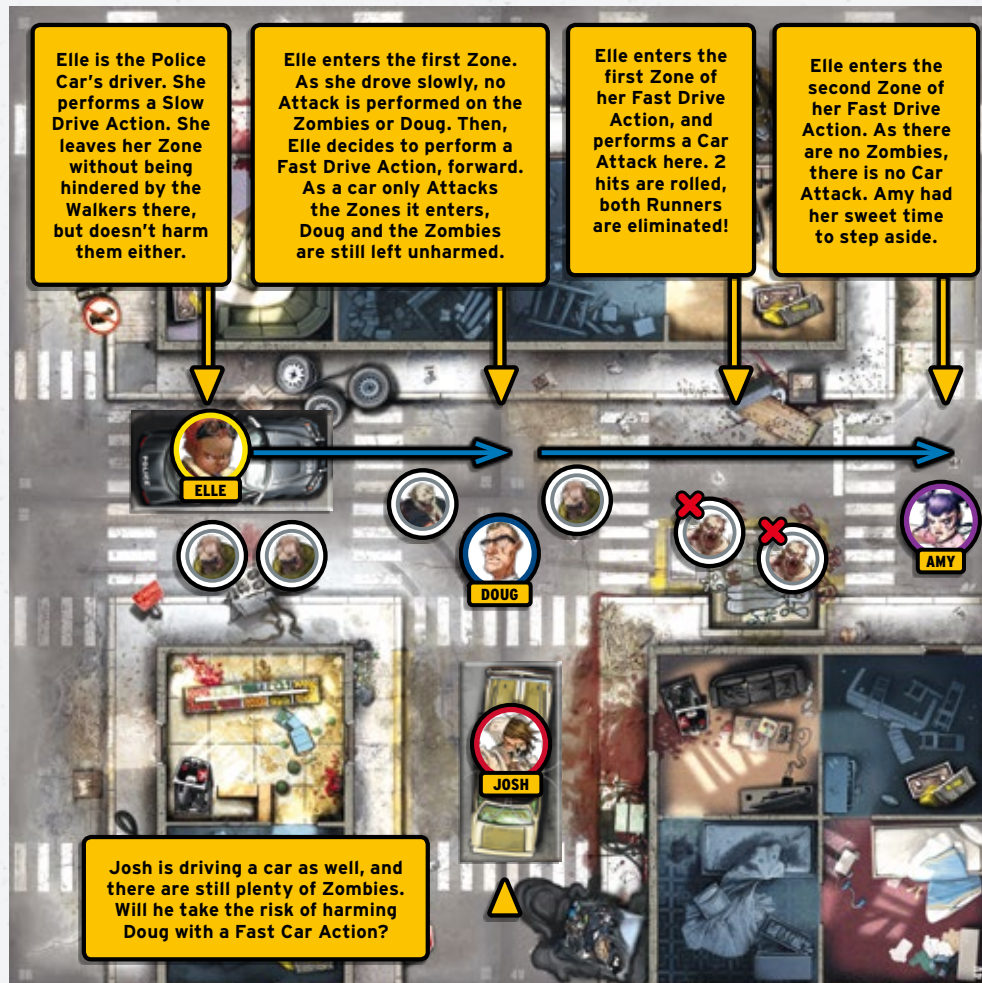 Elle is the Police
Car’s driver. She
performs a Slow
Drive Action. She
leaves her Zone
without being
hindered by the
Walkers there,
but doesn’t harm
them either.
Elle enters the first Zone.
As she drove slowly, no
Attack is performed on the
Zombies or Doug. Then,
Elle decides to perform a
Fast Drive Action, forward.
As a car only Attacks
the Zones it enters,
Doug and the Zombies
are still left unharmed.
Elle enters the
first Zone of
her Fast Drive
Action, and
performs a Car
Attack here. 2
hits are rolled,
both Runners
are eliminated!
Elle enters the
second Zone of
her Fast Drive
Action. As there
are no Zombies,
there is no Car
Attack. Amy had
her sweet time
to step aside.
POLICE
ELLE
DOUG
AMY
JOSH
Josh is driving a car as well, and
there are still plenty of Zombies.
Will he take the risk of harming
Doug with a Fast Car Action?